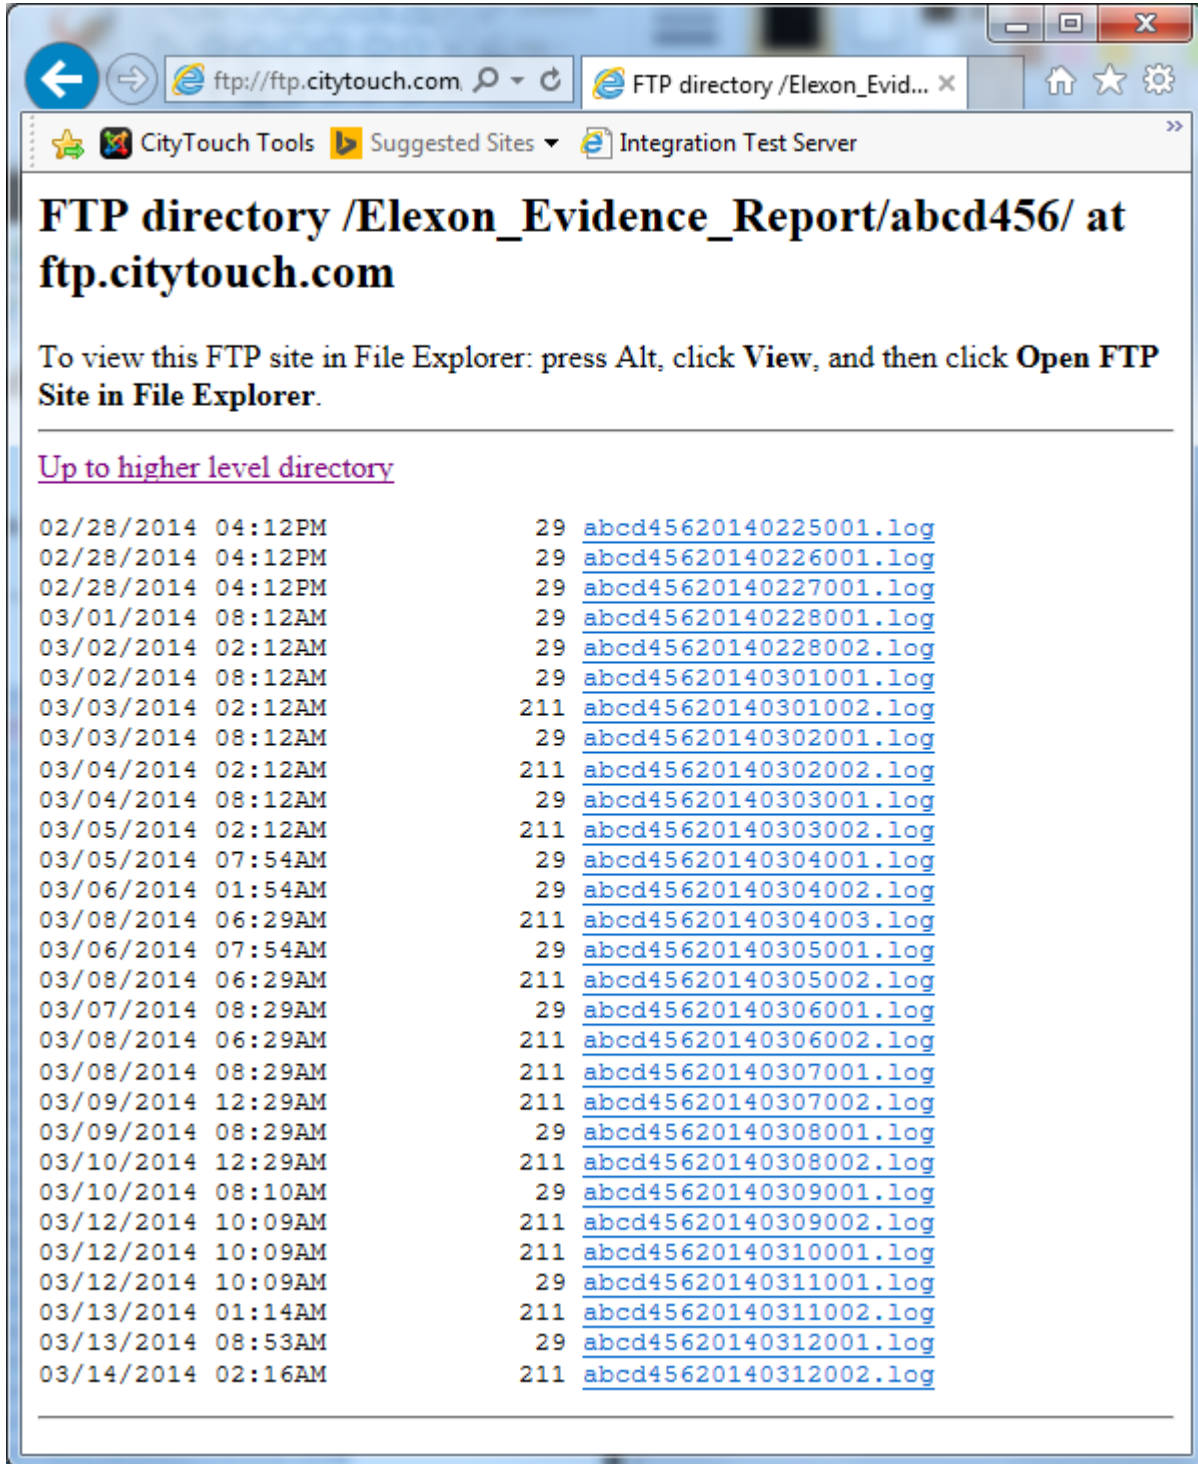 ftp://ftp.citytouch.com,
FTP directory /Elexon_Evid...
CityTouch Tools
Suggested Sites
Integration Test Server
FTP directory /Elexon_Evidence_Report/abcd456/ at
ftp.citytouch.com
To view this FTP site in File Explorer: press Alt, click View, and then click Open FTP
Site in File Explorer.
Up to higher level directory
02/28/2014 04:12PM 29 abcd45620140225001.log
02/28/2014 04:12PM 29 abcd45620140226001.log
02/28/2014 04:12PM 29 abcd45620140227001.log
03/01/2014 08:12AM 29 abcd45620140228001.log
03/02/2014 02:12AM 29 abcd45620140228002.log
03/02/2014 08:12AM 29 abcd45620140301001.log
03/03/2014 02:12AM 211 abcd45620140301002.log
03/03/2014 08:12AM 29 abcd45620140302001.log
03/04/2014 02:12AM 211 abcd45620140302002.log
03/04/2014 08:12AM 29 abcd45620140303001.log
03/05/2014 02:12AM 211 abcd45620140303002.log
03/05/2014 07:54AM 29 abcd45620140304001.log
03/06/2014 01:54AM 29 abcd45620140304002.log
03/08/2014 06:29AM 211 abcd45620140304003.log
03/06/2014 07:54AM 29 abcd45620140305001.log
03/08/2014 06:29AM 211 abcd45620140305002.log
03/07/2014 08:29AM 29 abcd45620140306001.log
03/08/2014 06:29AM 211 abcd45620140306002.log
03/08/2014 08:29AM 211 abcd45620140307001.log
03/09/2014 12:29AM 211 abcd45620140307002.log
03/09/2014 08:29AM 29 abcd45620140308001.log
03/10/2014 12:29AM 211 abcd45620140308002.log
03/10/2014 08:10AM 29 abcd45620140309001.log
03/12/2014 10:09AM 211 abcd45620140309002.log
03/12/2014 10:09AM 211 abcd45620140310001.log
03/12/2014 10:09AM 29 abcd45620140311001.log
03/13/2014 01:14AM 211 abcd45620140311002.log
03/13/2014 08:53AM 29 abcd45620140312001.log
03/14/2014 02:16AM 211 abcd45620140312002.log